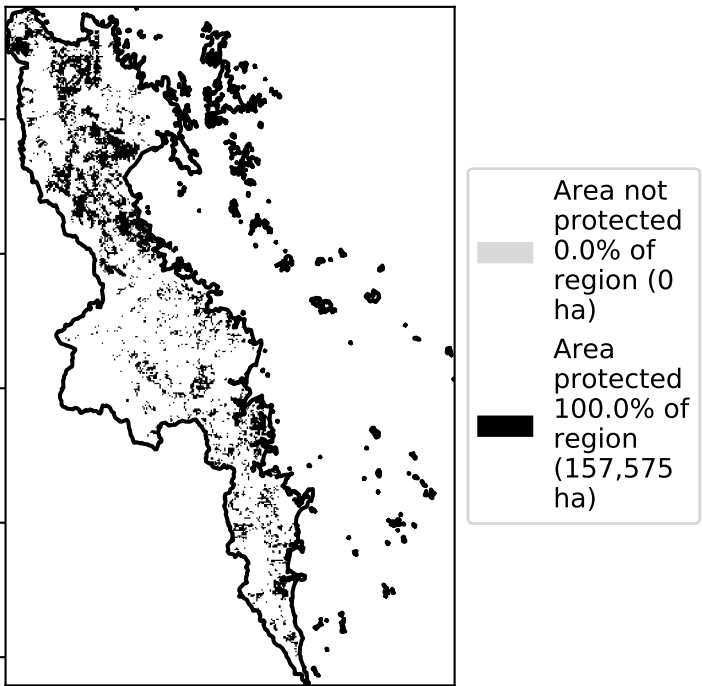 Area not
protected
0.0% of
region (0
ha)
Area
protected
100.0% of
region
(157,575
ha)